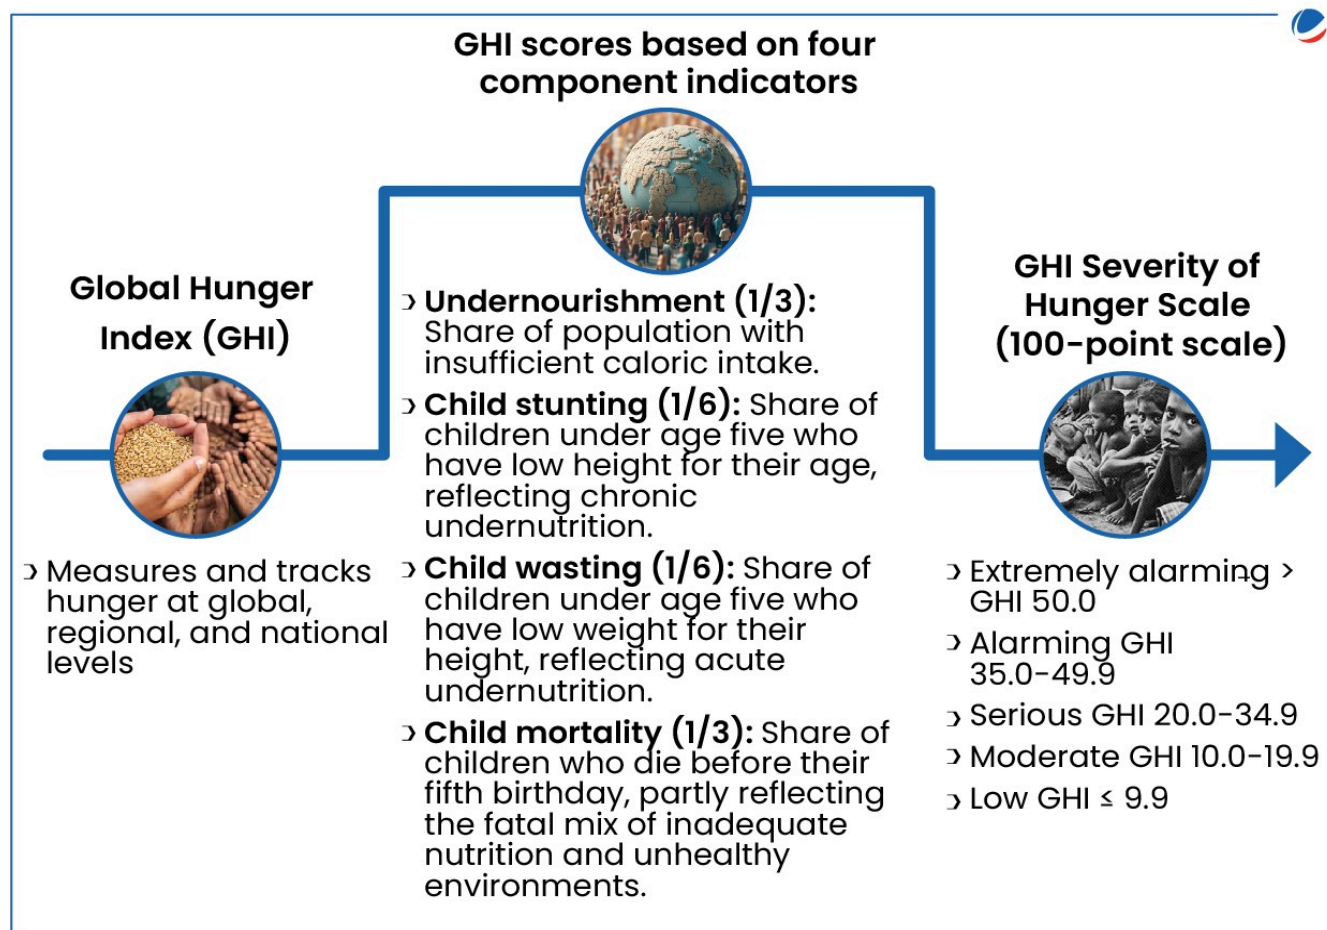 GHI scores based on four
component indicators
Global Hunger
Index (GHI)
Measures and tracks
hunger at global,
regional, and national
levels
Undernourishment (1/3):
Share of population with
insufficient caloric intake.
Child stunting (1/6): Share of
children under age five who
have low height for their age,
reflecting chronic
undernutrition.
Child wasting (1/6): Share of
children under age five who
have low weight for their
height, reflecting acute
undernutrition.
Child mortality (1/3): Share of
children who die before their
fifth birthday, partly reflecting
the fatal mix of inadequate
nutrition and unhealthy
environments.
GHI Severity of
Hunger Scale
(100-point scale)
Extremely alarming >
GHI 50.0
Alarming GHI
35.0-49.9
Serious GHI 20.0-34.9
Moderate GHI 10.0-19.9
Low GHI ≤ 9.9